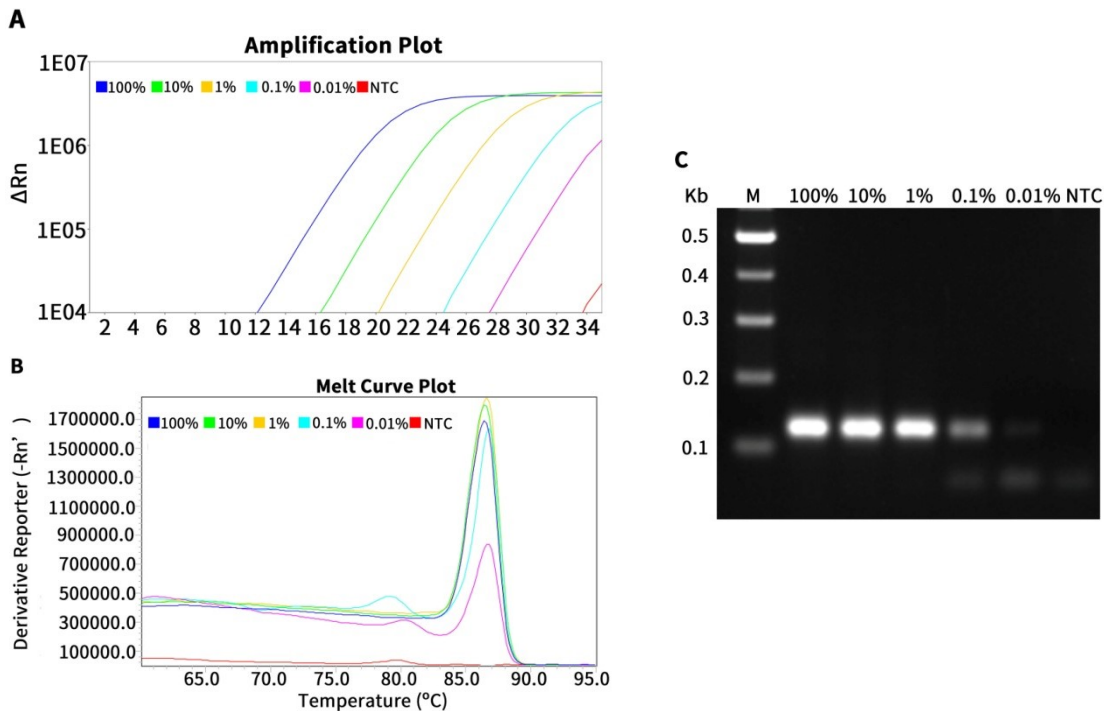 A
Amplification Plot
1E07
100% 10% 1% 0.1% 0.01% NTC
1E06
ΔRn
1E05
1E04
2 4 6 8 10 12 14 16 18 20 22 24 26 28 30 32 34
B
Melt Curve Plot
100% 10% 1% 0.1% 0.01% NTC
1700000.0
1500000.0
1300000.0
1100000.0
900000.0
700000.0
500000.0
300000.0
100000.0
Derivative Reporter (-Rn’)
65.0 70.0 75.0 80.0 85.0 90.0 95.0
Temperature (ºC)
C
Kb M 100% 10% 1% 0.1% 0.01% NTC
0.5
0.4
0.3
0.2
0.1